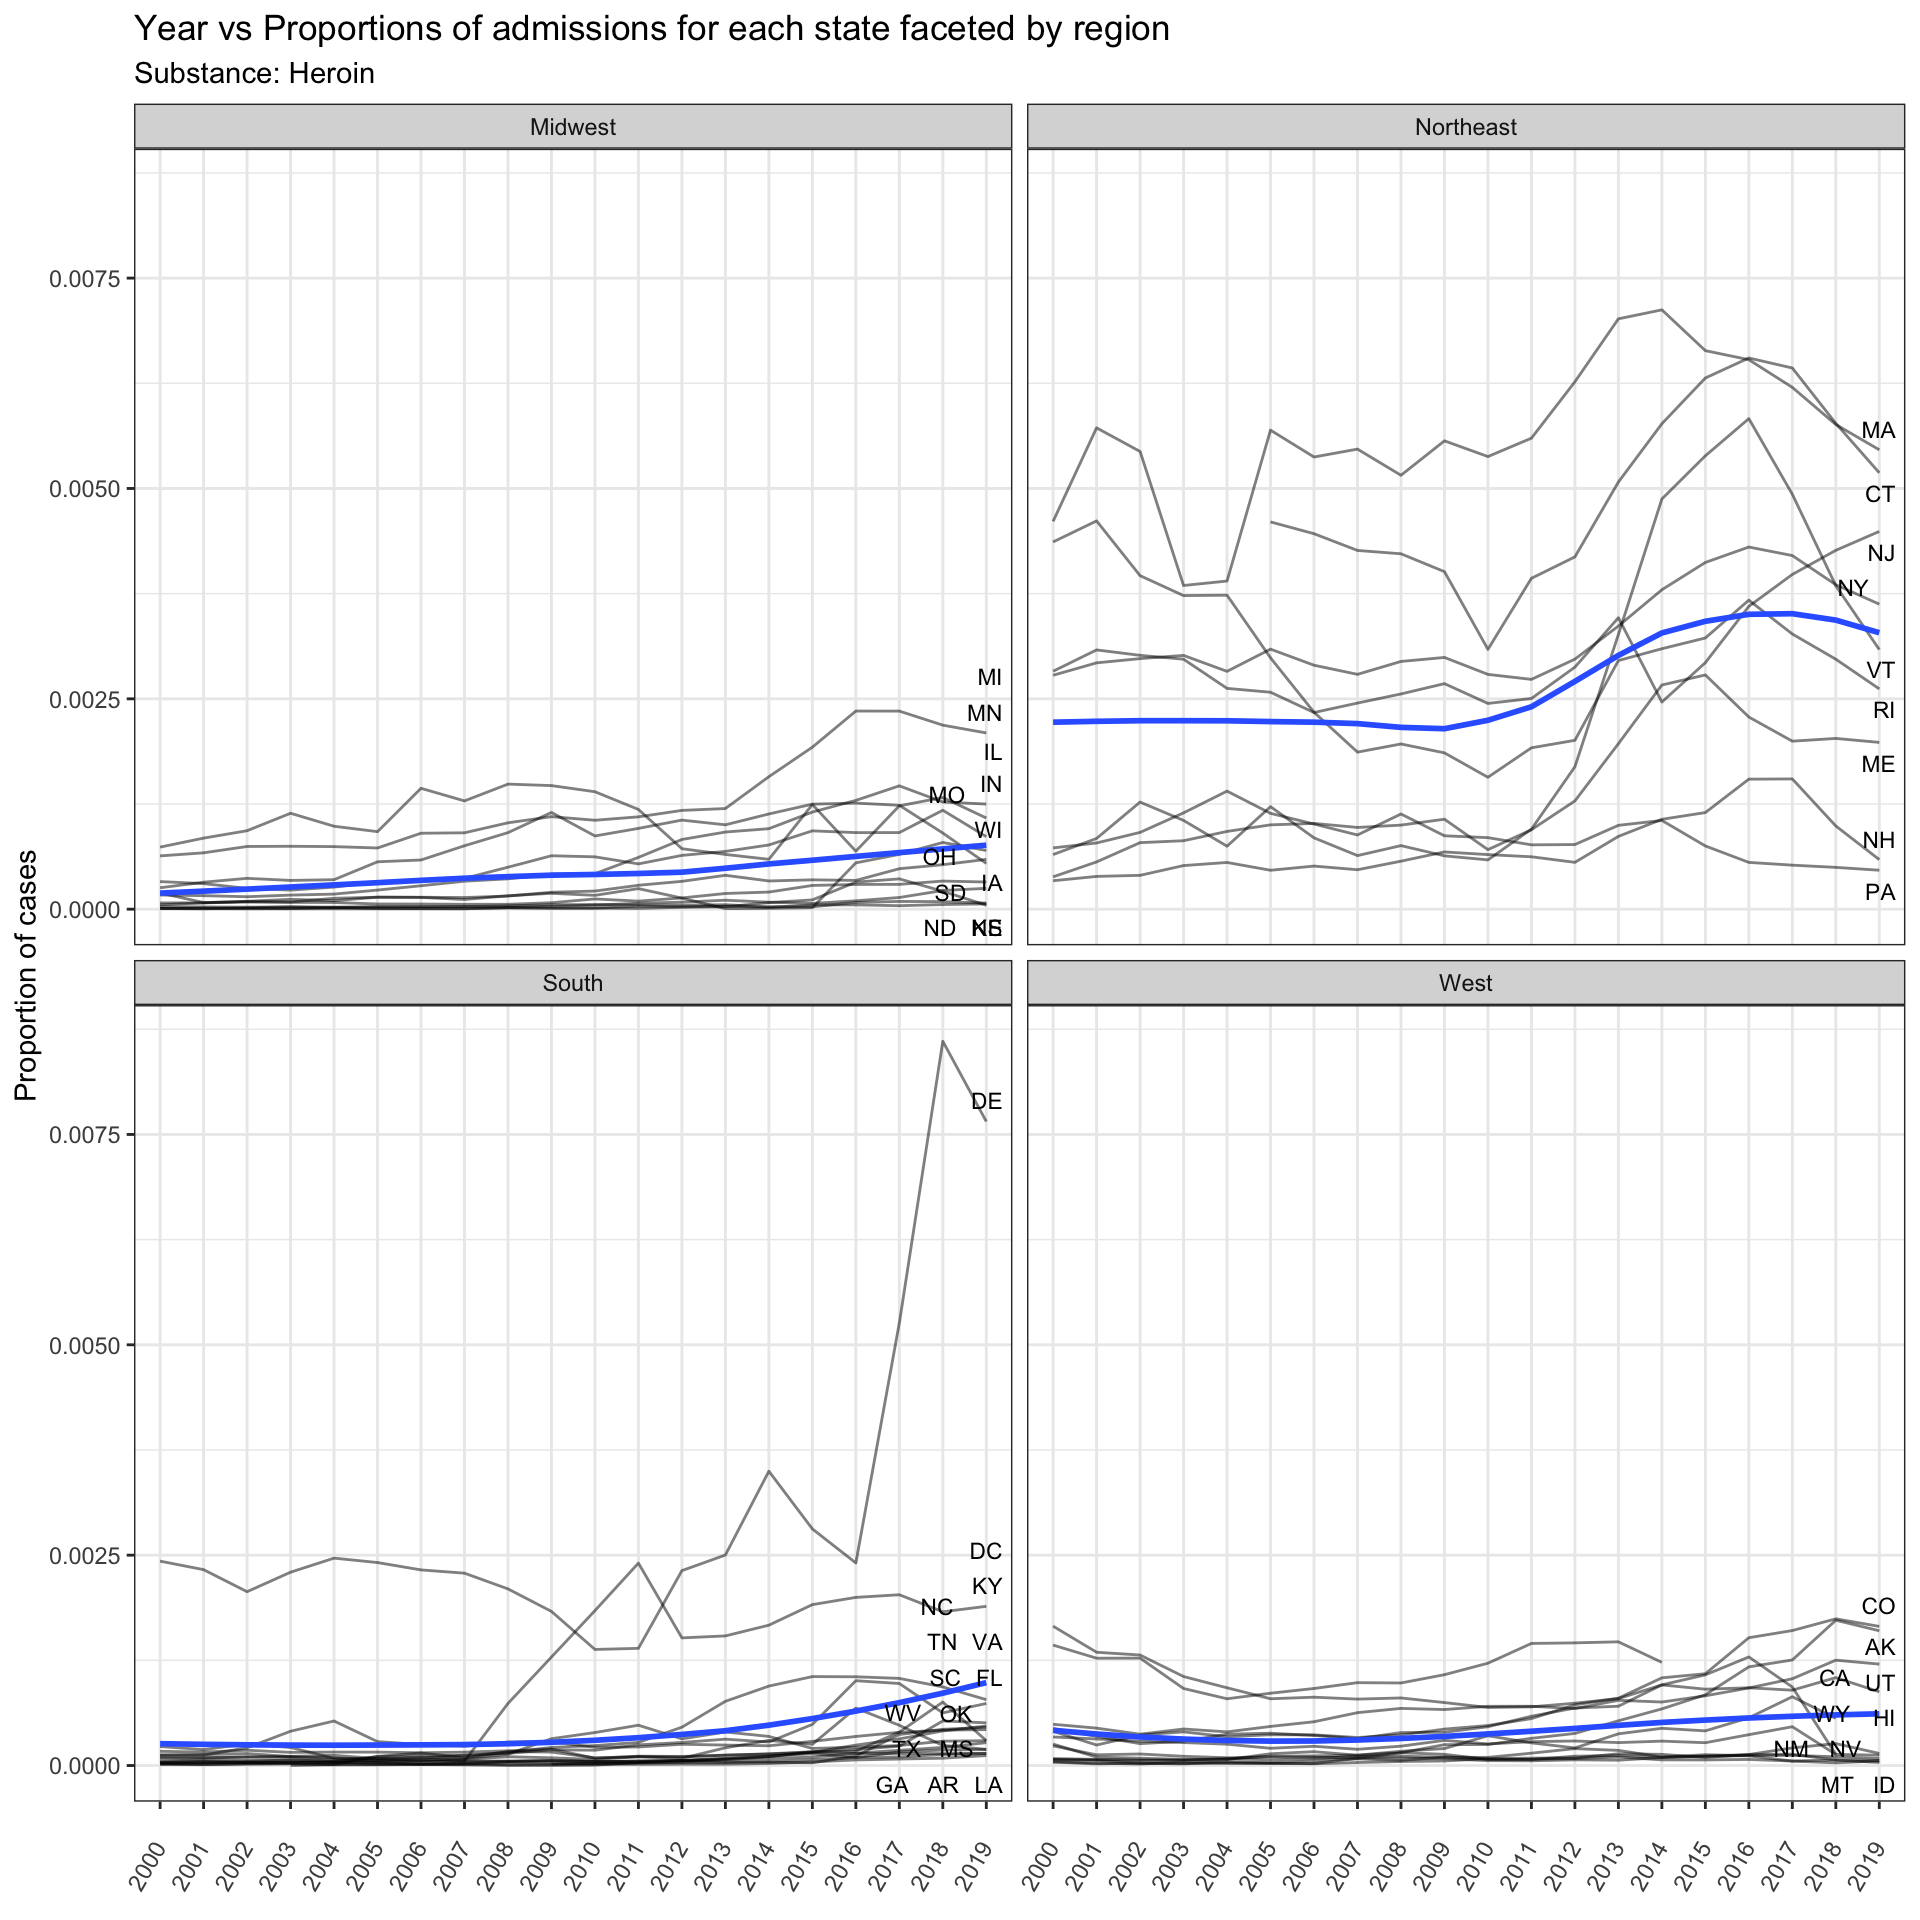 Year vs Proportions of admissions for each state faceted by region
Substance: Heroin
Midwest
Northeast
0.0075
0.0050
0.0025
0.0000
MI
MN
IL
IN
MO
WI
OH
IA
SD
ND
MA
CT
NJ
NY
VT
RI
ME
NH
PA
Proportion of cases
South
West
0.0075
0.0050
0.0025
0.0000
DE
DC
KY
NC
TN VA
SC FL
WV OK
TX MS
GA AR LA
CO
AK
CA UT
WY HI
NM NV
MT ID
2000 2001 2002 2003 2004 2005 2006 2007 2008 2009 2010 2011 2012 2013 2014 2015 2016 2017 2018 2019
2000 2001 2002 2003 2004 2005 2006 2007 2008 2009 2010 2011 2012 2013 2014 2015 2016 2017 2018 2019